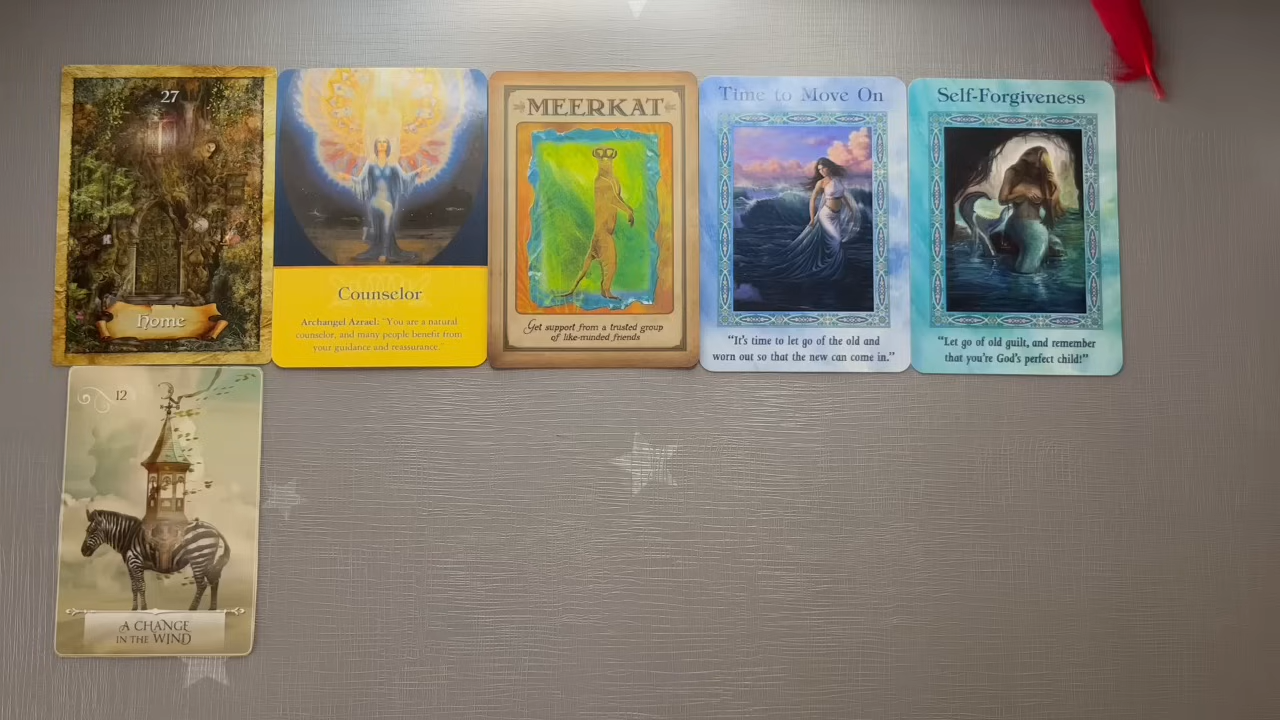 27
Home
Counselor
Archangel Azrael: "You are a natural
counselor, and many people benefit from
your guidance and reassurance."
MEERKAT
Get support from a trusted group
of like-minded friends
Time to Move On
"It's time to let go of the old and
worn out so that the new can come in."
Self-Forgiveness
"Let go of old guilt, and remember
that you're God's perfect child!"
12
A CHANGE
IN THE WIND